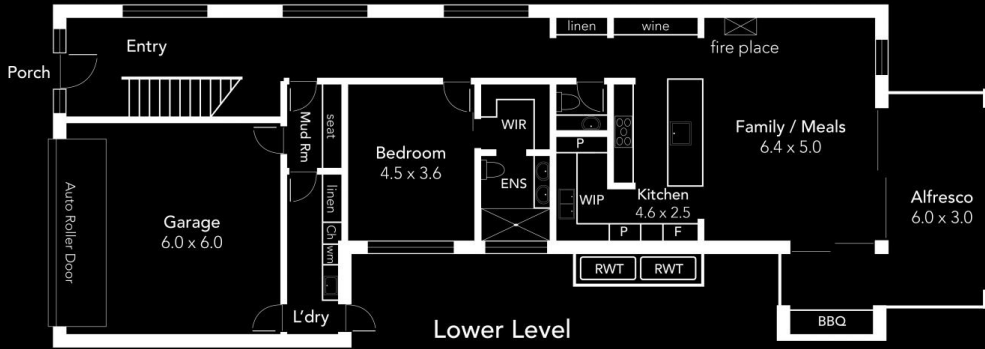 linen
wine
Entry
fire place
Porch
Mud Rm
seat
WIR
Family / Meals
6.4 x 5.0
Bedroom
4.5 x 3.6
P
ENS
Auto Roller Door
linen
WIP
Kitchen
4.6 x 2.5
Alfresco
6.0 x 3.0
Garage
6.0 x 6.0
Ch
P
F
wm
RWT
RWT
L'dry
Lower Level
BBQ